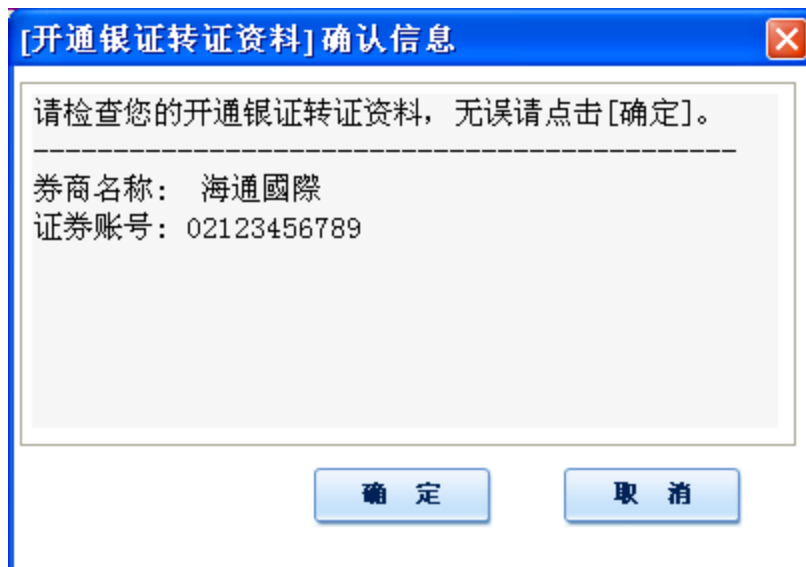 [开通银证转证资料]确认信息
请检查您的开通银证转证资料，无误请点击[确定]。
--------------------------------------------
券商名称： 海通國際
证券账号：02123456789
确 定
取 消